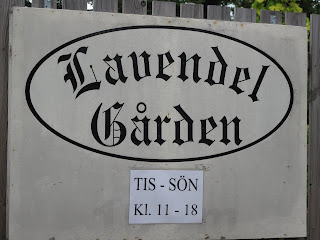 Lavendel
Gården
TIS - SÖN
Kl. 11 - 18